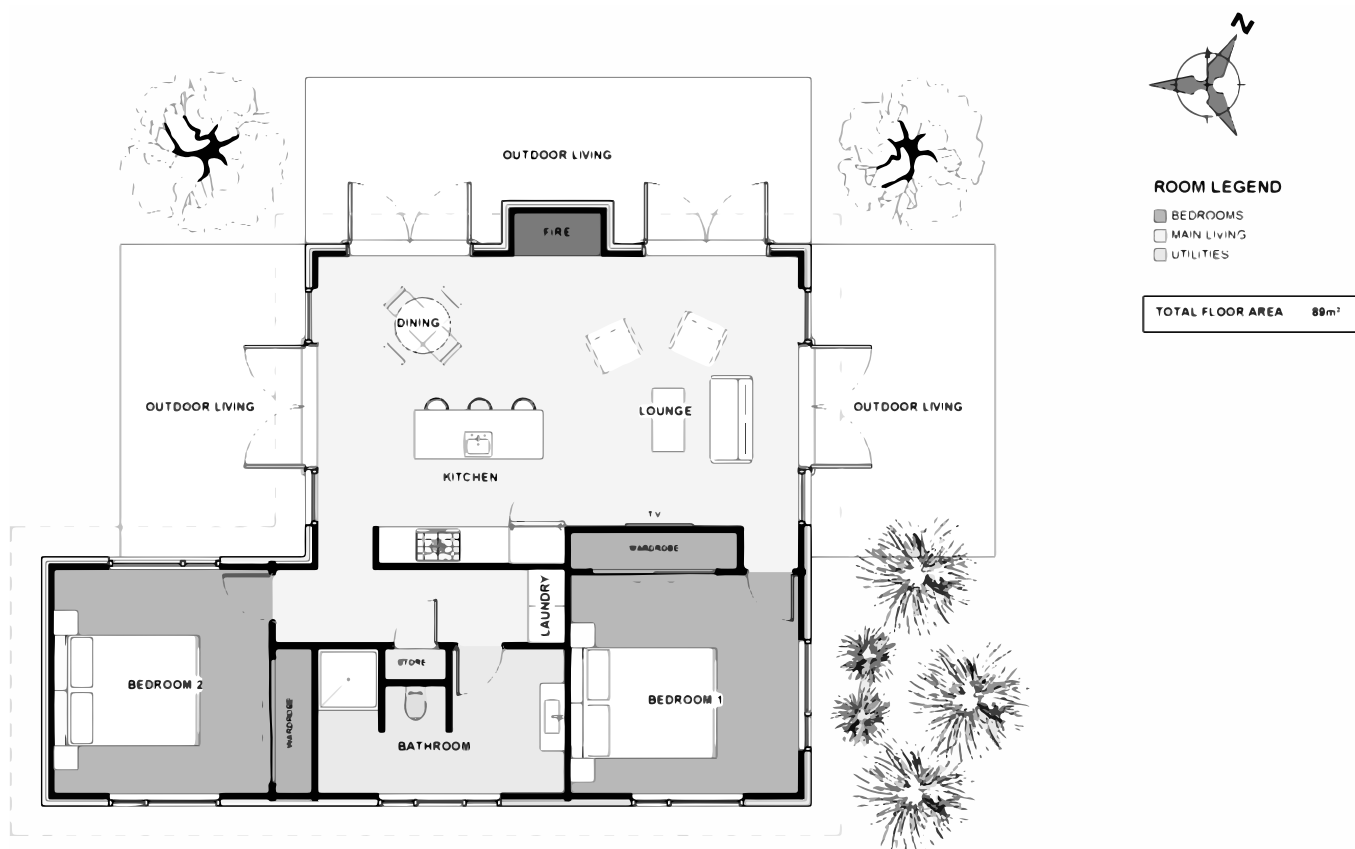 N
OUTDOOR LIVING
ROOM LEGEND
BEDROOMS
MAIN LIVING
UTILITIES
FIRE
TOTAL FLOOR AREA 89m²
DINING
OUTDOOR LIVING
LOUNGE
OUTDOOR LIVING
KITCHEN
TV
WARDROBE
LAUNDRY
STORE
BEDROOM 2
WARDROBE
BEDROOM 1
BATHROOM